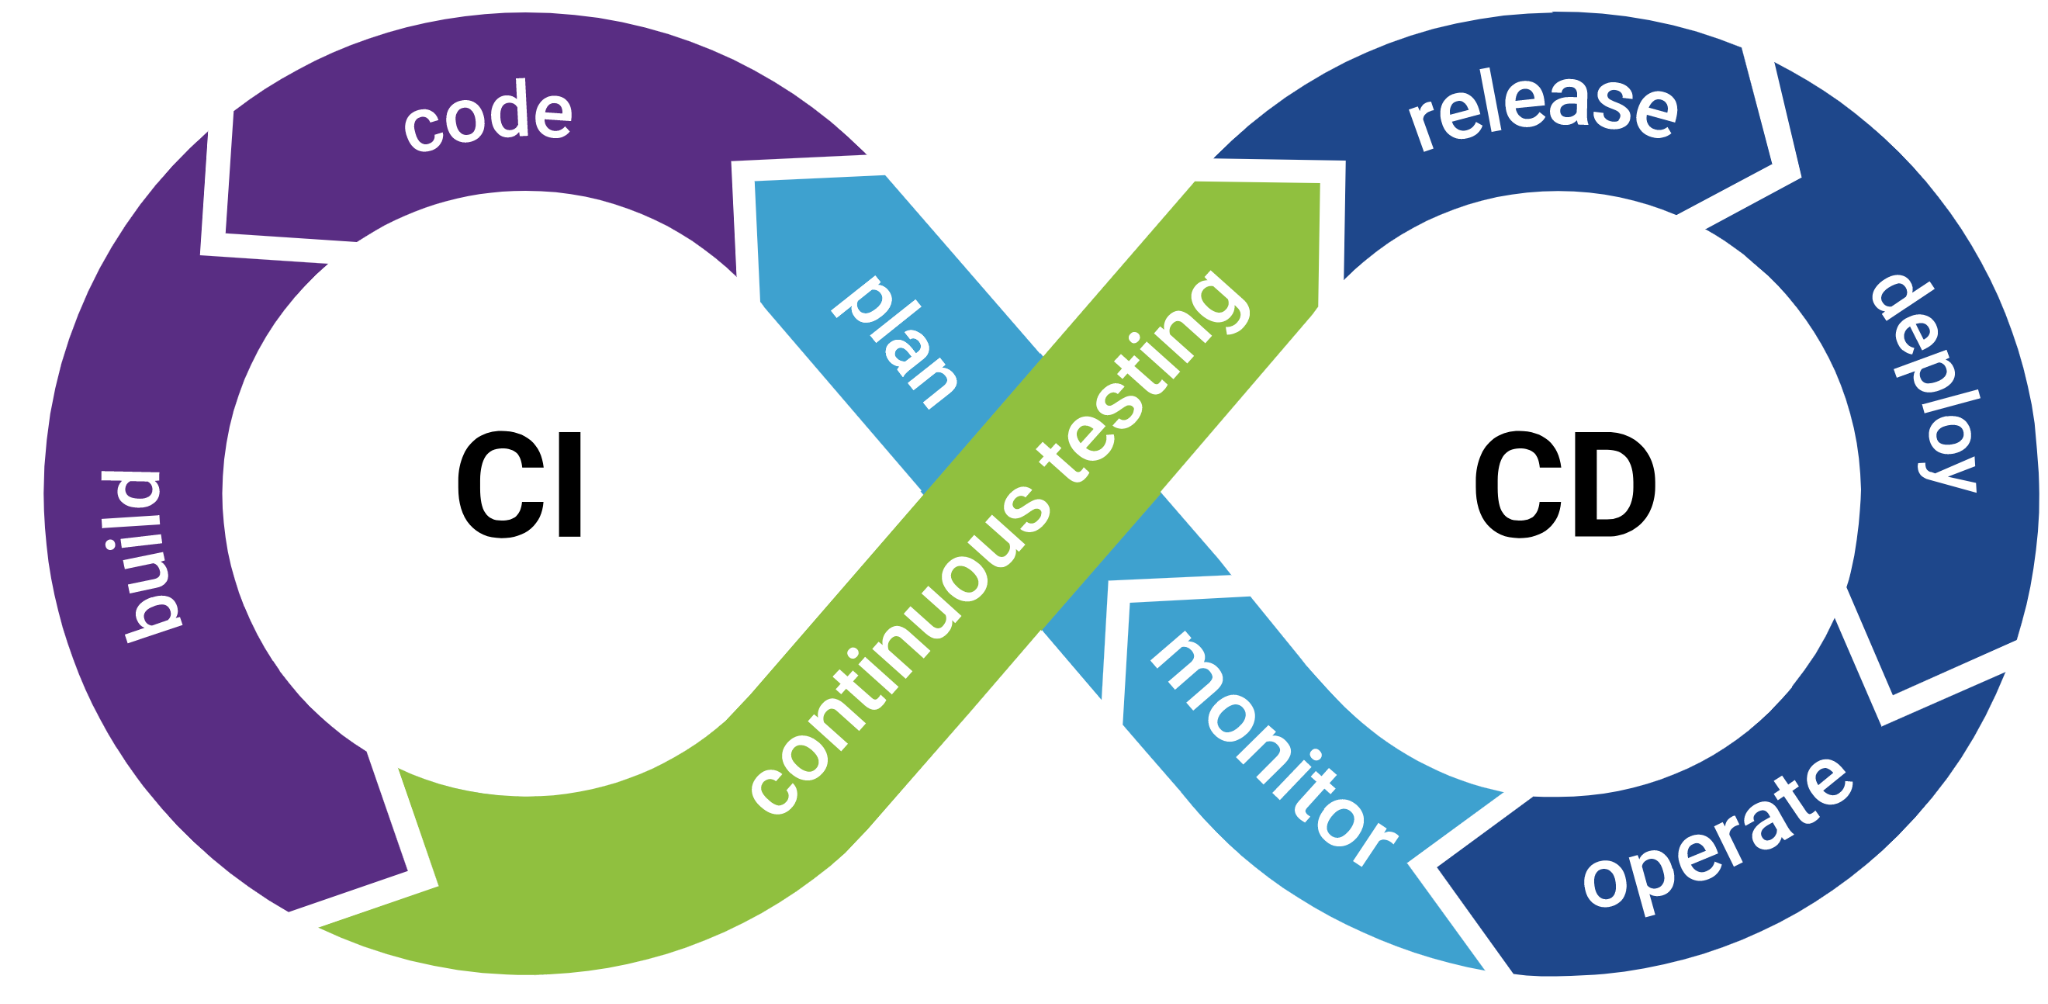 code
build
CI
plan
continuous testing
release
deploy
CD
monitor
operate